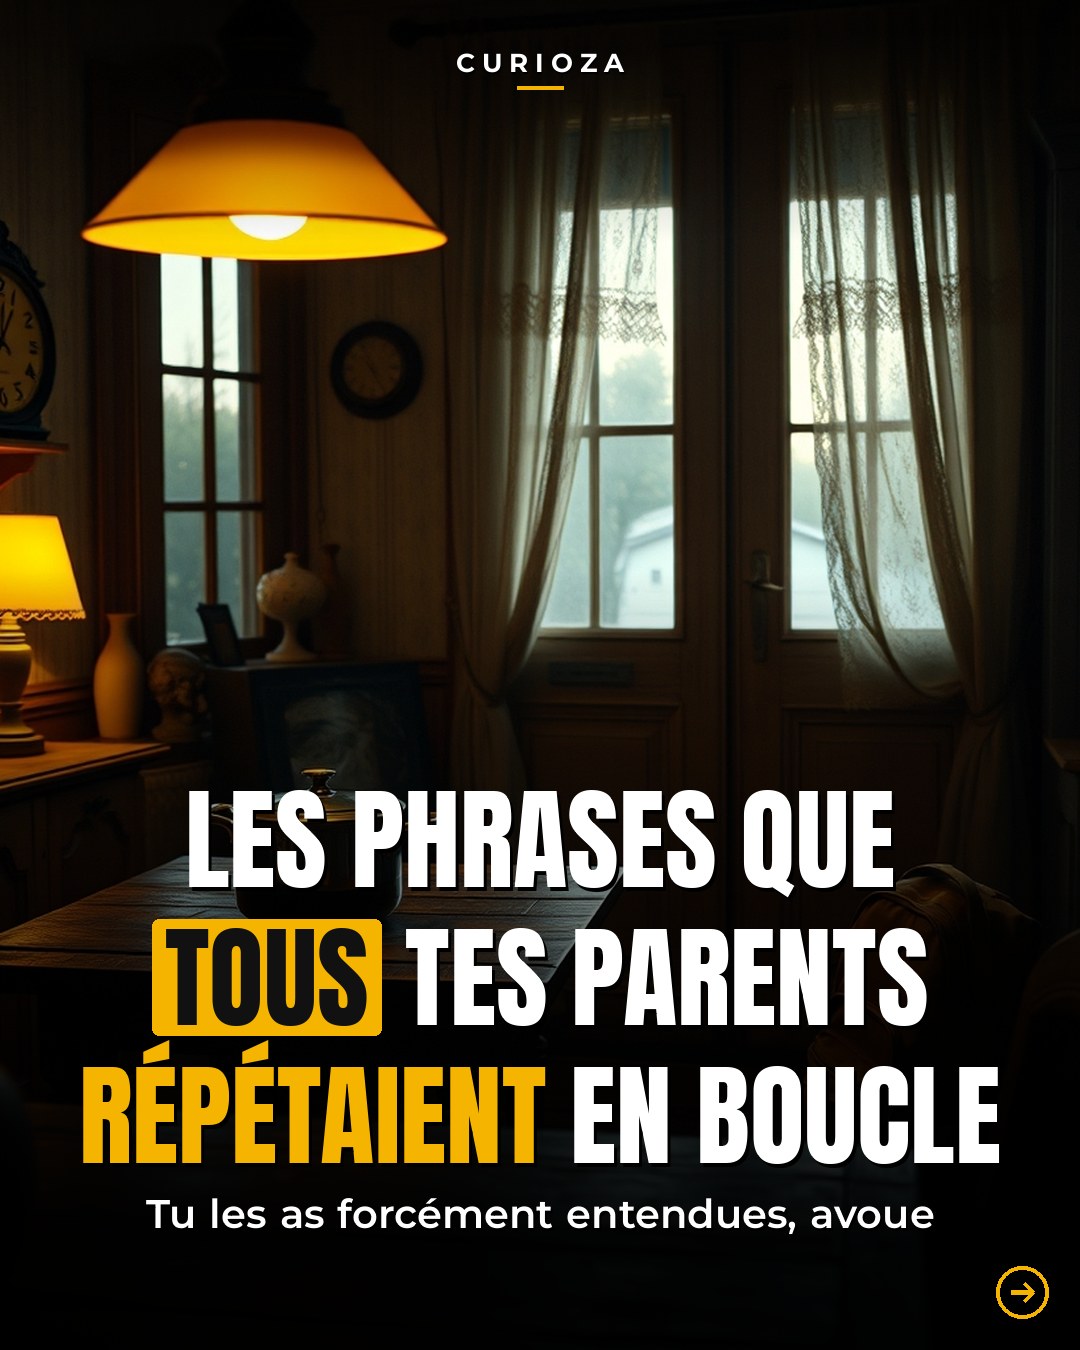 CURIOZA
LES PHRASES QUE
TOUS TES PARENTS
RÉPÉTAIENT EN BOUCLE
Tu les as forcément entendues, avoue